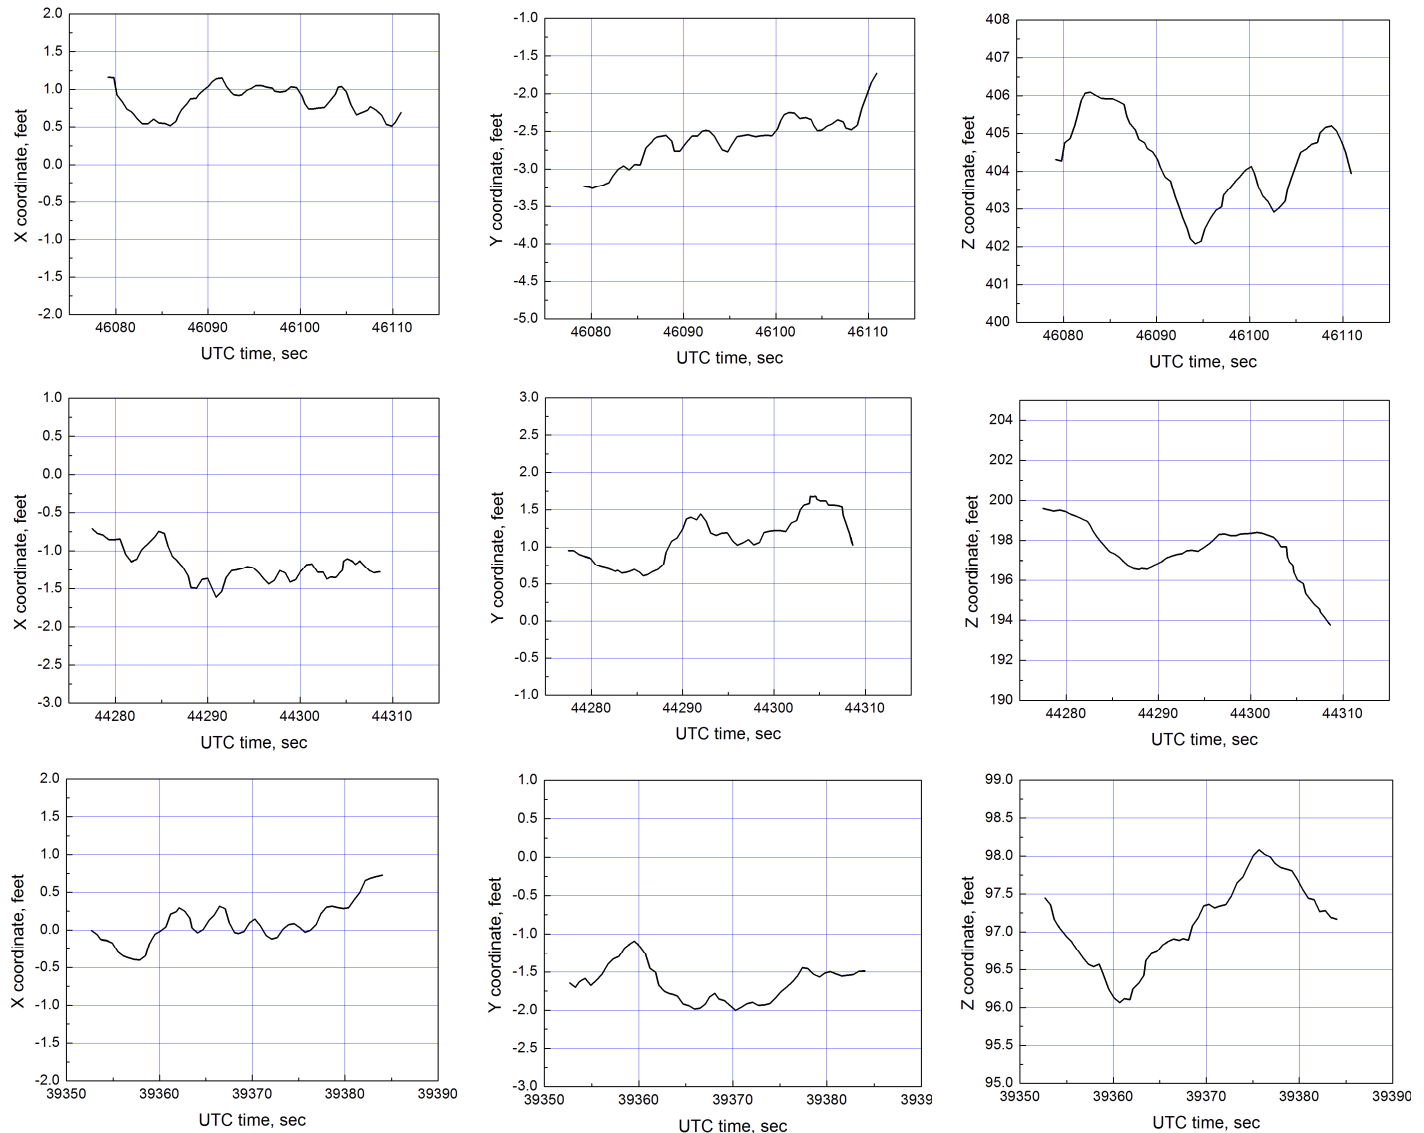 2.0
1.5
1.0
0.5
0.0
-0.5
-1.0
-1.5
-2.0
X coordinate, feet
46080 46090 46100 46110
UTC time, sec
-1.0
-1.5
-2.0
-2.5
-3.0
-3.5
-4.0
-4.5
-5.0
Y coordinate, feet
46080 46090 46100 46110
UTC time, sec
408
407
406
405
404
403
402
401
400
Z coordinate, feet
46080 46090 46100 46110
UTC time, sec
1.0
0.5
0.0
-0.5
-1.0
-1.5
-2.0
-2.5
-3.0
X coordinate, feet
44280 44290 44300 44310
UTC time, sec
3.0
2.5
2.0
1.5
1.0
0.5
0.0
-0.5
-1.0
Y coordinate, feet
44280 44290 44300 44310
UTC time, sec
204
202
200
198
196
194
192
190
Z coordinate, feet
44280 44290 44300 44310
UTC time, sec
2.0
1.5
1.0
0.5
0.0
-0.5
-1.0
-1.5
-2.0
X coordinate, feet
39350 39360 39370 39380 39390
UTC time, sec
1.0
0.5
0.0
-0.5
-1.0
-1.5
-2.0
-2.5
-3.0
Y coordinate, feet
39350 39360 39370 39380 3939
UTC time, sec
99.0
98.5
98.0
97.5
97.0
96.5
96.0
95.5
95.0
Z coordinate, feet
39350 39360 39370 39380 39390
UTC time, sec